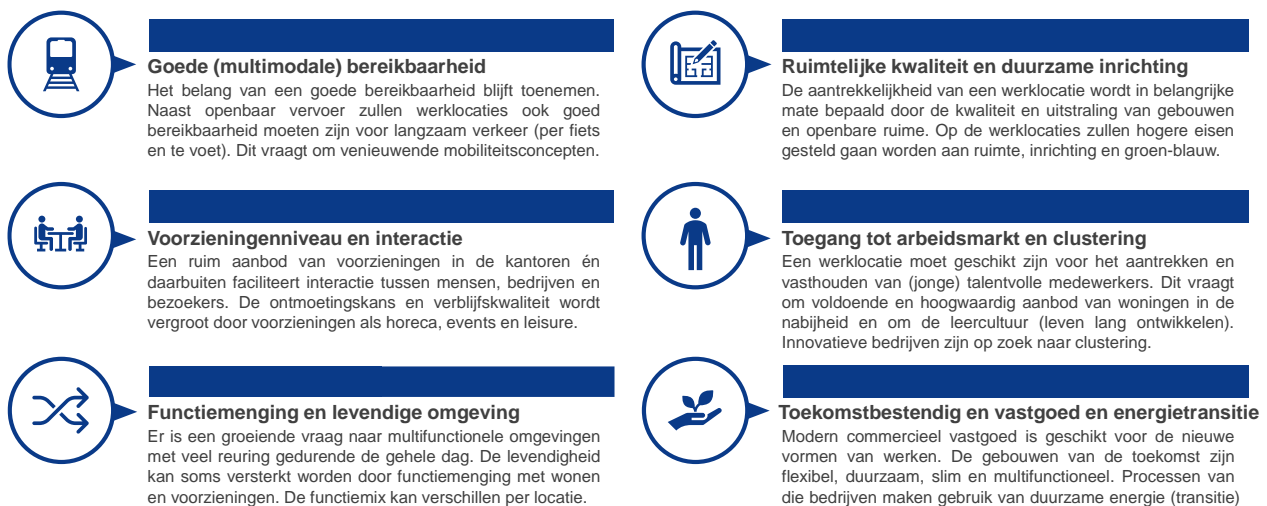 Goede (multimodale) bereikbaarheid
Het belang van een goede bereikbaarheid blijft toenemen.
Naast openbaar vervoer zullen werklocaties ook goed
bereikbaarheid moeten zijn voor langzaam verkeer (per fiets
en te voet). Dit vraagt om venieuwende mobiliteitsconcepten.
Ruimtelijke kwaliteit en duurzame inrichting
De aantrekkelijkheid van een werklocatie wordt in belangrijke
mate bepaald door de kwaliteit en uitstraling van gebouwen
en openbare ruime. Op de werklocaties zullen hogere eisen
gesteld gaan worden aan ruimte, inrichting en groen-blauw.
Voorzieningenniveau en interactie
Een ruim aanbod van voorzieningen in de kantoren én
daarbuiten faciliteert interactie tussen mensen, bedrijven en
bezoekers. De ontmoetingskans en verblijfskwaliteit wordt
vergroot door voorzieningen als horeca, events en leisure.
Toegang tot arbeidsmarkt en clustering
Een werklocatie moet geschikt zijn voor het aantrekken en
vasthouden van (jonge) talentvolle medewerkers. Dit vraagt
om voldoende en hoogwaardig aanbod van woningen in de
nabijheid en om de leercultuur (leven lang ontwikkelen).
Innovatieve bedrijven zijn op zoek naar clustering.
Functiemenging en levendige omgeving
Er is een groeiende vraag naar multifunctionele omgevingen
met veel reuring gedurende de gehele dag. De levendigheid
kan soms versterkt worden door functiemenging met wonen
en voorzieningen. De functiemix kan verschillen per locatie.
Toekomstbestendig en vastgoed en energietransitie
Modern commercieel vastgoed is geschikt voor de nieuwe
vormen van werken. De gebouwen van de toekomst zijn
flexibel, duurzaam, slim en multifunctioneel. Processen van
die bedrijven maken gebruik van duurzame energie (transitie)